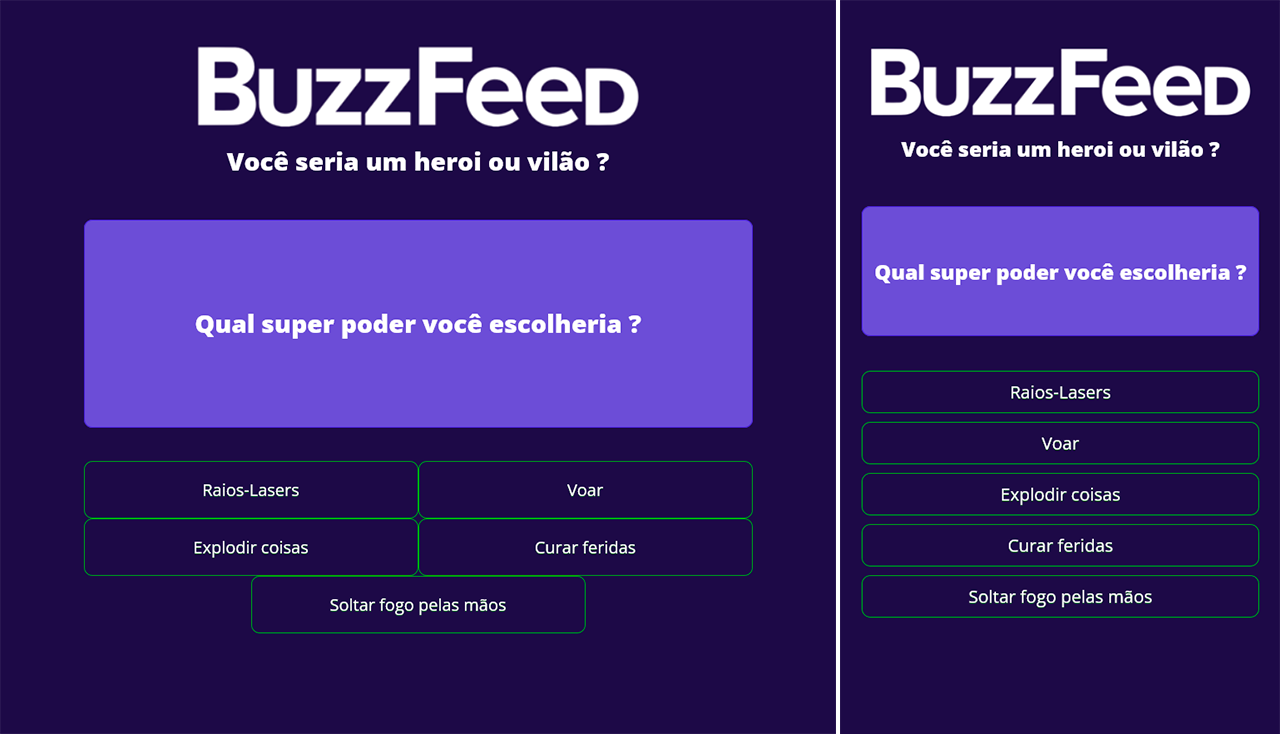 BuzzFeed
Você seria um heroi ou vilão ?
Qual super poder você escolheria ?
Raios-Lasers
Voar
Explodir coisas
Curar feridas
Soltar fogo pelas mãos
BuzzFeed
Você seria um heroi ou vilão ?
Qual super poder você escolheria ?
Raios-Lasers
Voar
Explodir coisas
Curar feridas
Soltar fogo pelas mãos